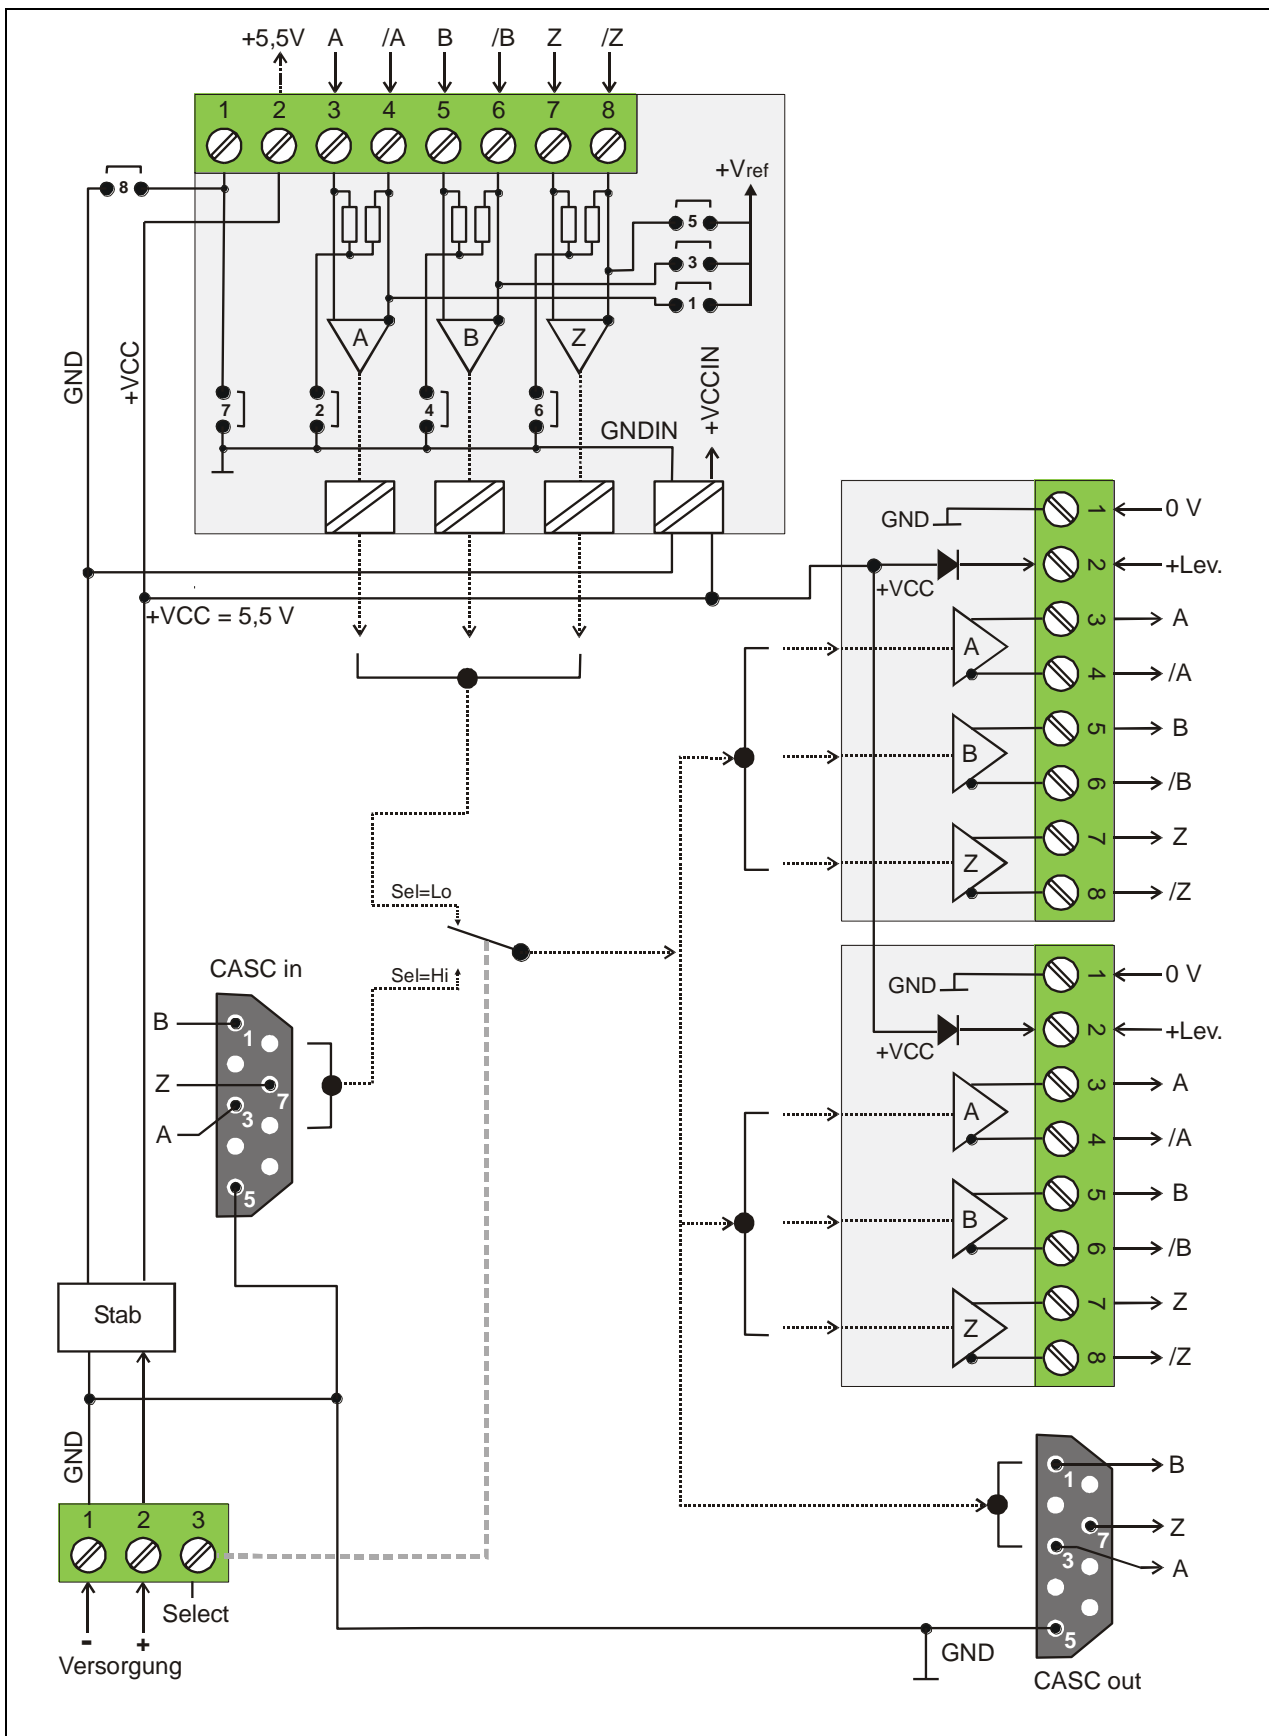 +5,5V A /A B /B Z /Z
1 2 3 4 5 6 7 8
+Vref
8
5
3
1
GND
+VCC
A B Z
7 2 4 6
GNDIN
+VCCIN
+VCC = 5,5 V
GND 1 0 V
+VCC 2 +Lev.
A 3 A
4 /A
B 5 B
6 /B
Z 7 Z
8 /Z
Sel=Lo
Sel=Hi
CASC in
B 1
Z 7
A 3
5
GND 1 0 V
+VCC 2 +Lev.
A 3 A
4 /A
B 5 B
6 /B
Z 7 Z
8 /Z
Stab
GND
1 2 3
Select
- +
Versorgung
1 B
7 Z
3 A
5
GND
CASC out